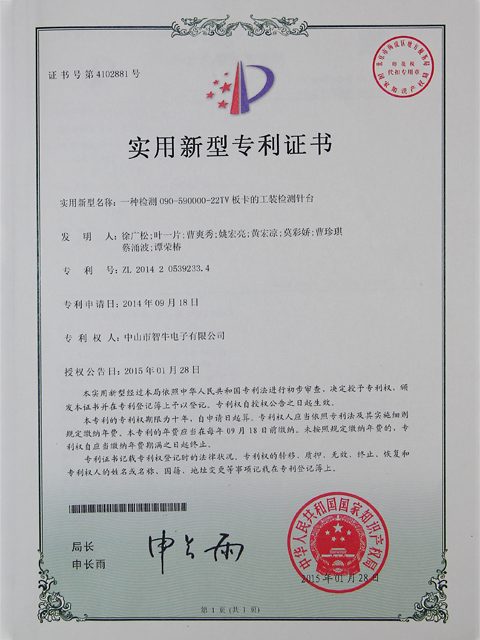 证书号第4102881号
实用新型专利证书
实用新型名称：一种检测090-590000-22TV板卡的工装检测针台
发 明 人：徐广松;叶一片;曹爽秀;姚宏亮;黄宏凉;莫彩娇;曹珍琪
蔡涌波;谭荣椿
专 利 号：ZL 2014 2 0539233.4
专利申请日：2014年09月18日
专 利 权 人：中山市智牛电子有限公司
授权公告日：2015年01月28日
本实用新型经过本局依照中华人民共和国专利法进行初步审查，决定授予专利权，颁
发本证书并在专利登记簿上予以登记。专利权自授权公告之日起生效。
本专利的专利权期限为十年，自申请日起算。专利权人应当依照专利法及其实施细则
规定缴纳年费。本专利的年费应当在每年09月18日前缴纳。未按照规定缴纳年费的，专
利权自应当缴纳年费期满之日起终止。
专利证书记载专利权登记时的法律状况。专利权的转移、质押、无效、终止、恢复和
专利权人的姓名或名称、国籍、地址变更等事项记载在专利登记簿上。
局长
申长雨
申长雨
中华人民共和国国家知识产权局
2015年01月28日
第1页(共1页)